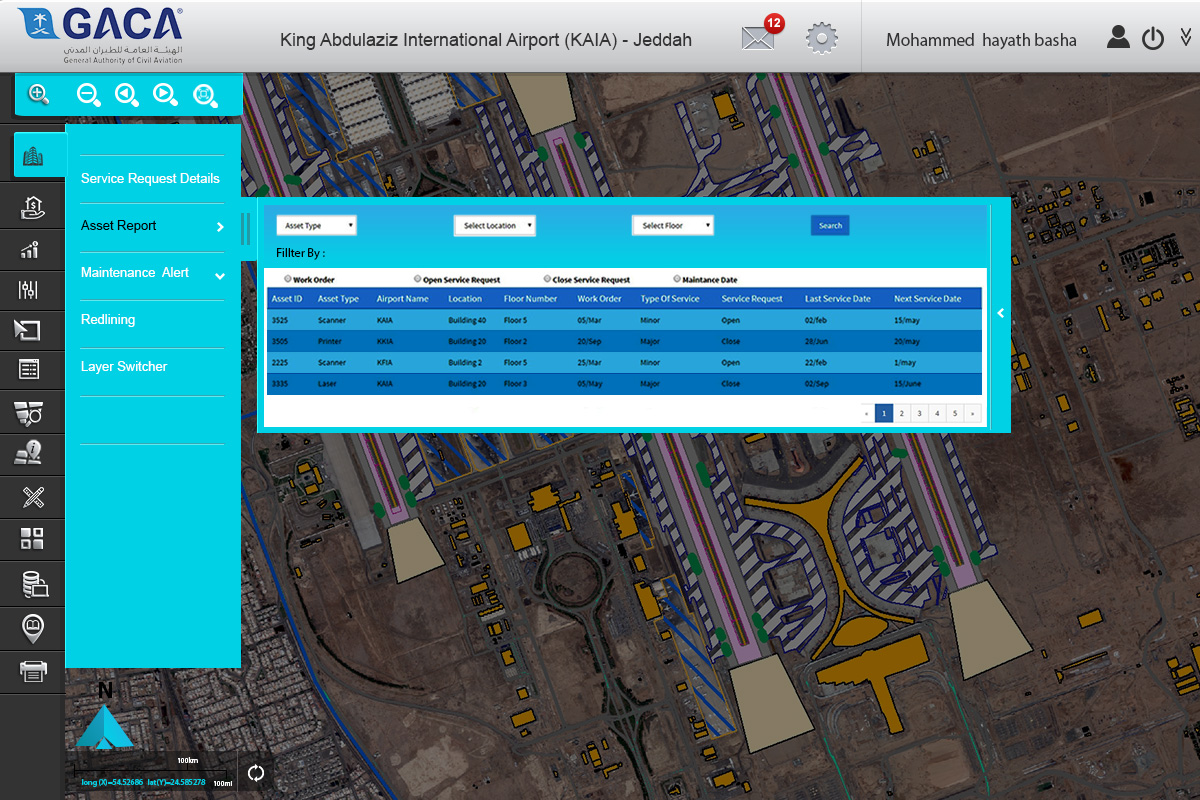 GACA
الهيئة العامة للطيران المدني
General Authority of Civil Aviation
King Abdulaziz International Airport (KAIA) - Jeddah
12
Mohammed hayath basha
Service Request Details
Asset Report
Maintenance Alert
Redlining
Layer Switcher
Asset Type
Select Location
Select Floor
Search
Fillter By :
Work Order
Open Service Request
Close Service Request
Maintance Date
Asset ID Asset Type Airport Name Location Floor Number Work Order Type Of Service Service Request Last Service Date Next Service Date
3525 Scanner KAIA Building 40 Floor 5 05/Mar Minor Open 02/feb 15/may
3505 Printer KKIA Building 20 Floor 2 20/Sep Major Close 28/Jun 20/may
2225 Scanner KFIA Building 2 Floor 5 25/Mar Minor Open 22/feb 1/may
3335 Laser KAIA Building 20 Floor 3 05/May Major Close 02/Sep 15/June
« 1 2 3 4 5 »
N
100km
long (X)=54.52686 lat(Y)=24.585278
100mi